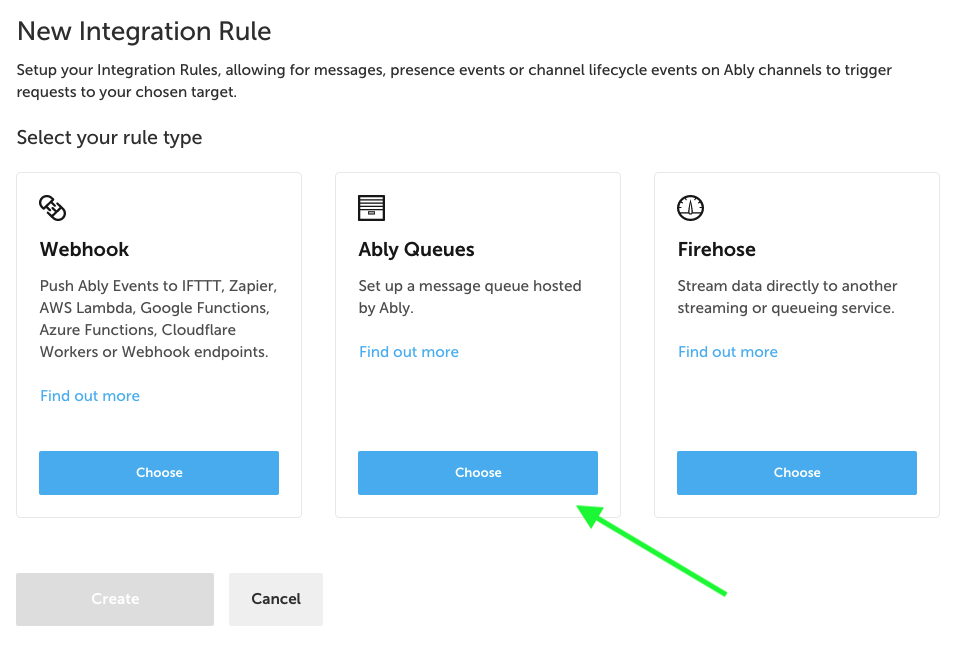 New Integration Rule
Setup your Integration Rules, allowing for messages, presence events or channel lifecycle events on Ably channels to trigger
requests to your chosen target.
Select your rule type
Webhook
Push Ably Events to IFTTT, Zapier,
AWS Lambda, Google Functions,
Azure Functions, Cloudflare
Workers or Webhook endpoints.
Find out more
Choose
Ably Queues
Set up a message queue hosted
by Ably.
Find out more
Choose
Firehose
Stream data directly to another
streaming or queueing service.
Find out more
Choose
Create
Cancel